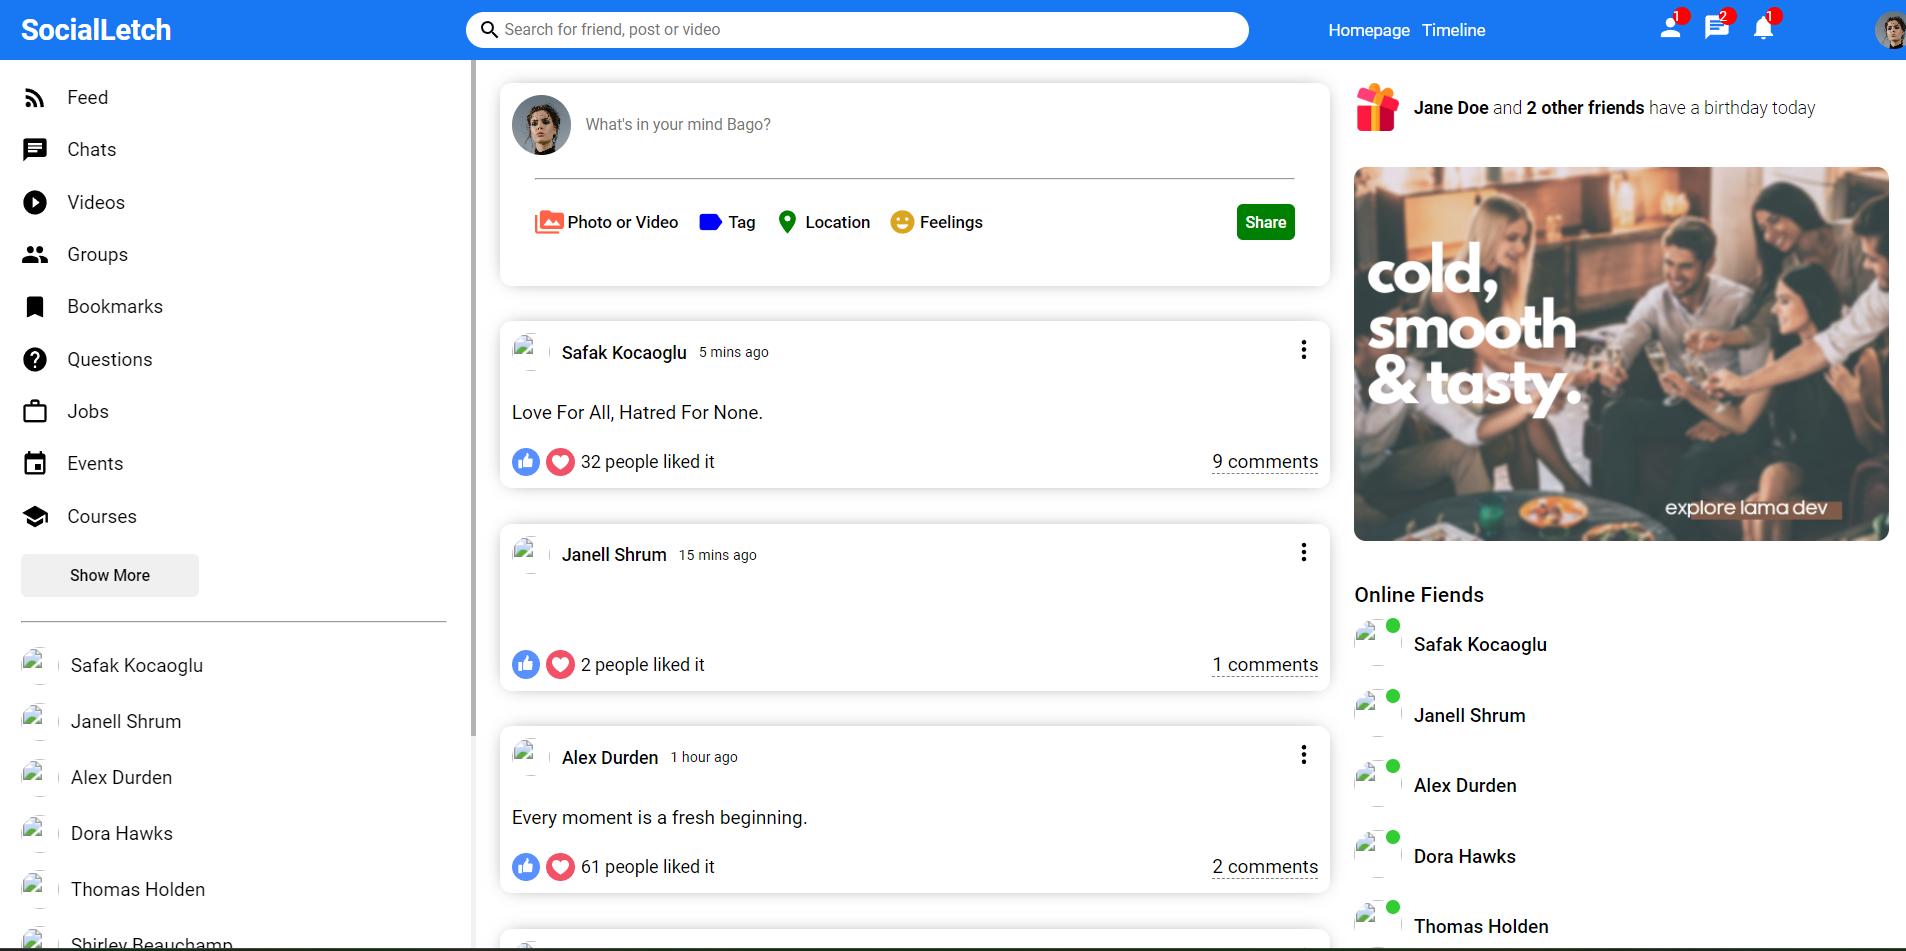 SocialLetch
Search for friend, post or video
Homepage Timeline
1
2
1
Feed
Chats
Videos
Groups
Bookmarks
Questions
Jobs
Events
Courses
Show More
Safak Kocaoglu
Janell Shrum
Alex Durden
Dora Hawks
Thomas Holden
Shirley Beauchamp
What's in your mind Bago?
Photo or Video Tag Location Feelings Share
Safak Kocaoglu 5 mins ago
Love For All, Hatred For None.
32 people liked it 9 comments
Janell Shrum 15 mins ago
2 people liked it 1 comments
Alex Durden 1 hour ago
Every moment is a fresh beginning.
61 people liked it 2 comments
Jane Doe and 2 other friends have a birthday today
cold,
smooth
& tasty.
explore lama dev
Online Fiends
Safak Kocaoglu
Janell Shrum
Alex Durden
Dora Hawks
Thomas Holden